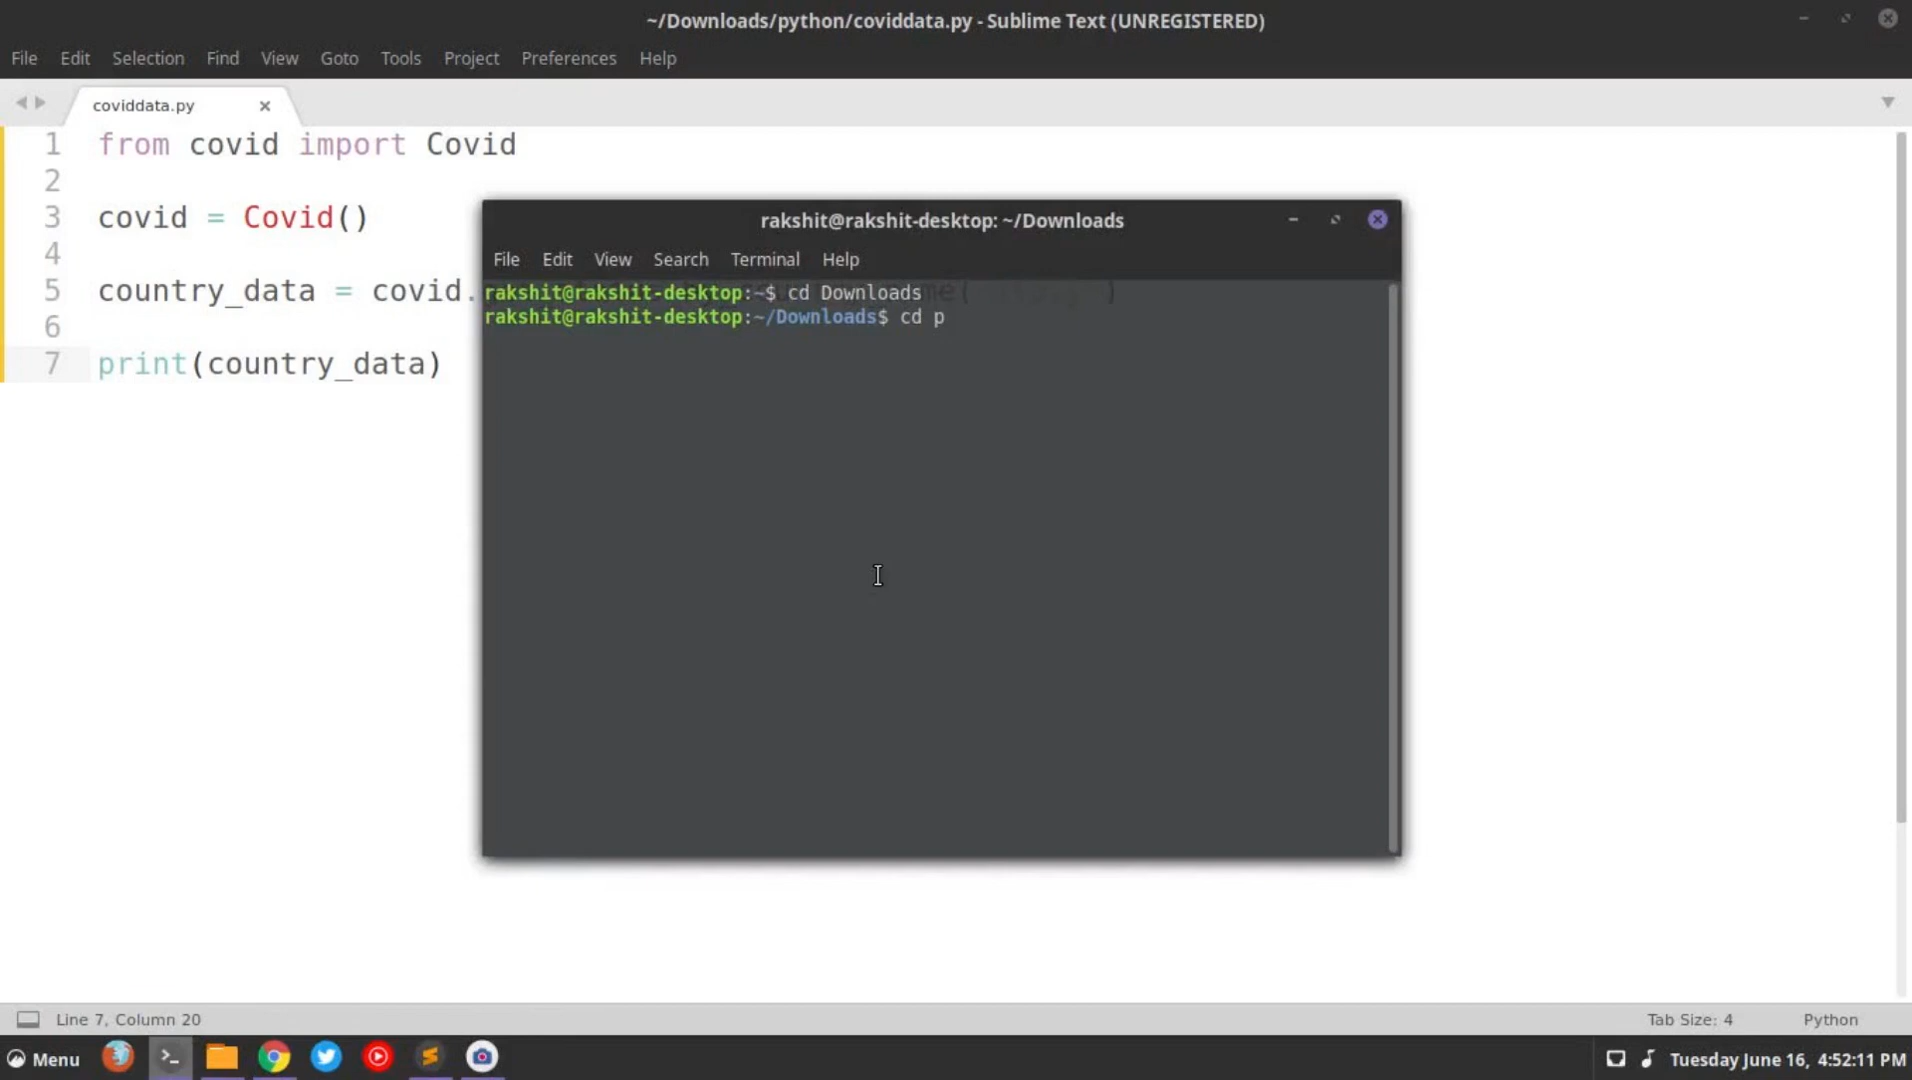 ~/Downloads/python/coviddata.py - Sublime Text (UNREGISTERED)
File Edit Selection Find View Goto Tools Project Preferences Help
coviddata.py
1 from covid import Covid
2
3 covid = Covid()
4
5 country_data = covid.
6
7 print(country_data)
rakshit@rakshit-desktop: ~/Downloads
File Edit View Search Terminal Help
rakshit@rakshit-desktop:~$ cd Downloads
rakshit@rakshit-desktop:~/Downloads$ cd p
Line 7, Column 20
Tab Size: 4
Python
Menu
Tuesday June 16, 4:52:11 PM